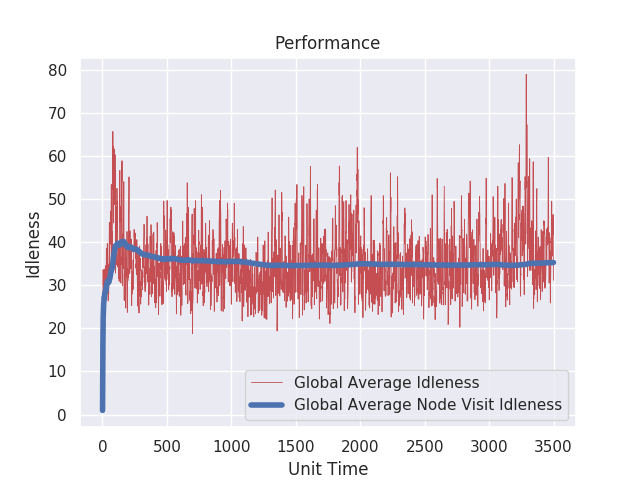 Performance
80
70
60
50
40
30
20
10
0
Idleness
0 500 1000 1500 2000 2500 3000 3500
Unit Time
Global Average Idleness
Global Average Node Visit Idleness